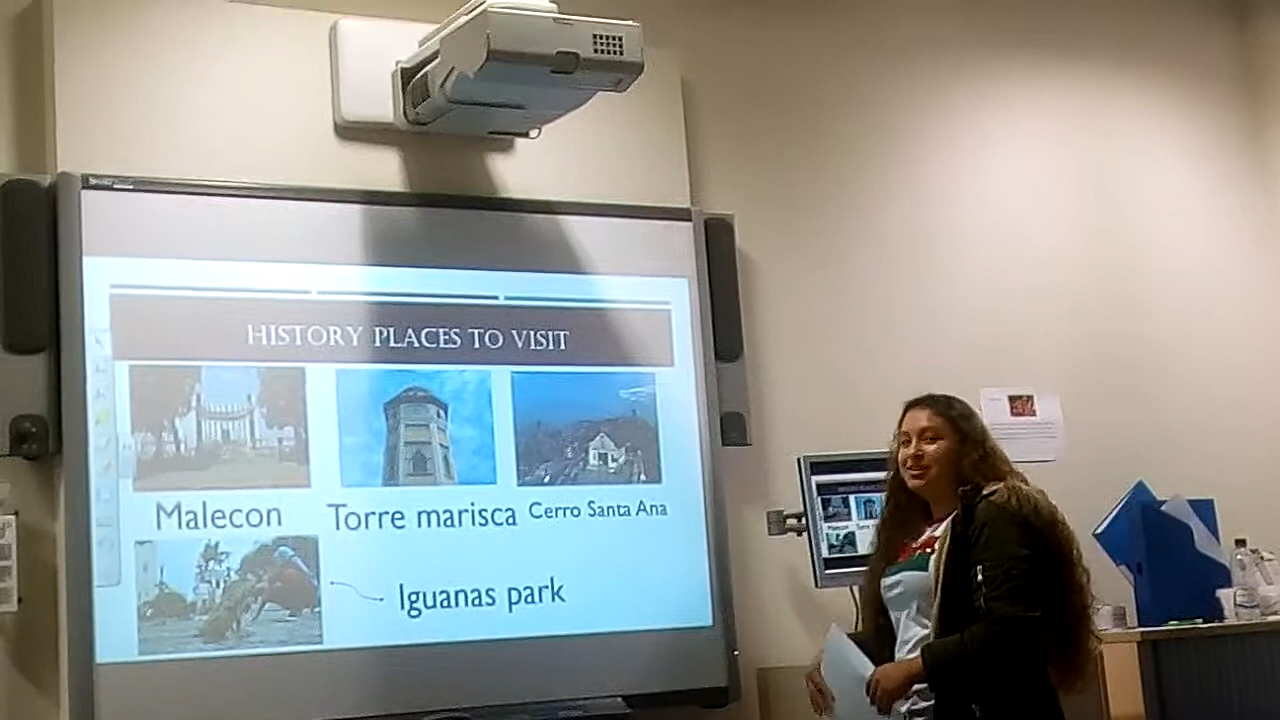 HISTORY PLACES TO VISIT
Malecon
Torre marisca
Cerro Santa Ana
Iguanas park